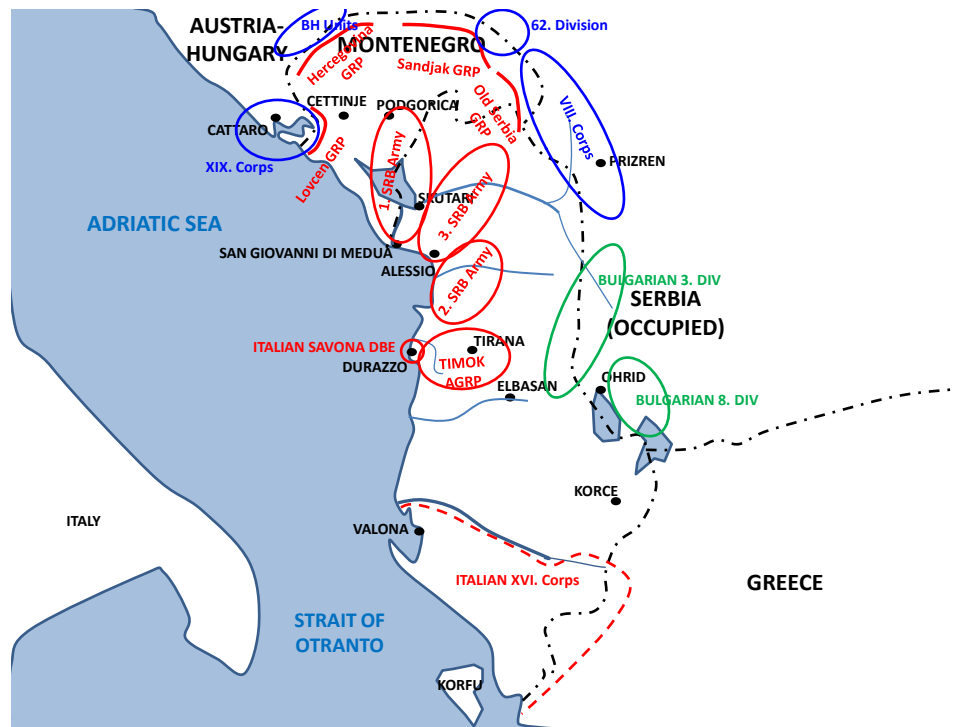 AUSTRIA-
HUNGARY
BH Units
MONTENEGRO
62. Division
Hercegovina
GRP
Sandjak GRP
Old Serbia
GRP
VIII. Corps
CETTINJE
PODGORICA
CATTARO
XIX. Corps
Lovcen GRP
1. SRB Army
SKUTARI
3. SRB Army
PRIZREN
ADRIATIC SEA
SAN GIOVANNI DI MEDUA
ALESSIO
2. SRB Army
BULGARIAN 3. DIV
SERBIA
(OCCUPIED)
ITALIAN SAVONA DBE
DURAZZO
TIRANA
TIMOK
AGRP
ELBASAN
OHRID
BULGARIAN 8. DIV
KORCE
ITALY
VALONA
ITALIAN XVI. Corps
GREECE
STRAIT OF
OTRANTO
KORFU